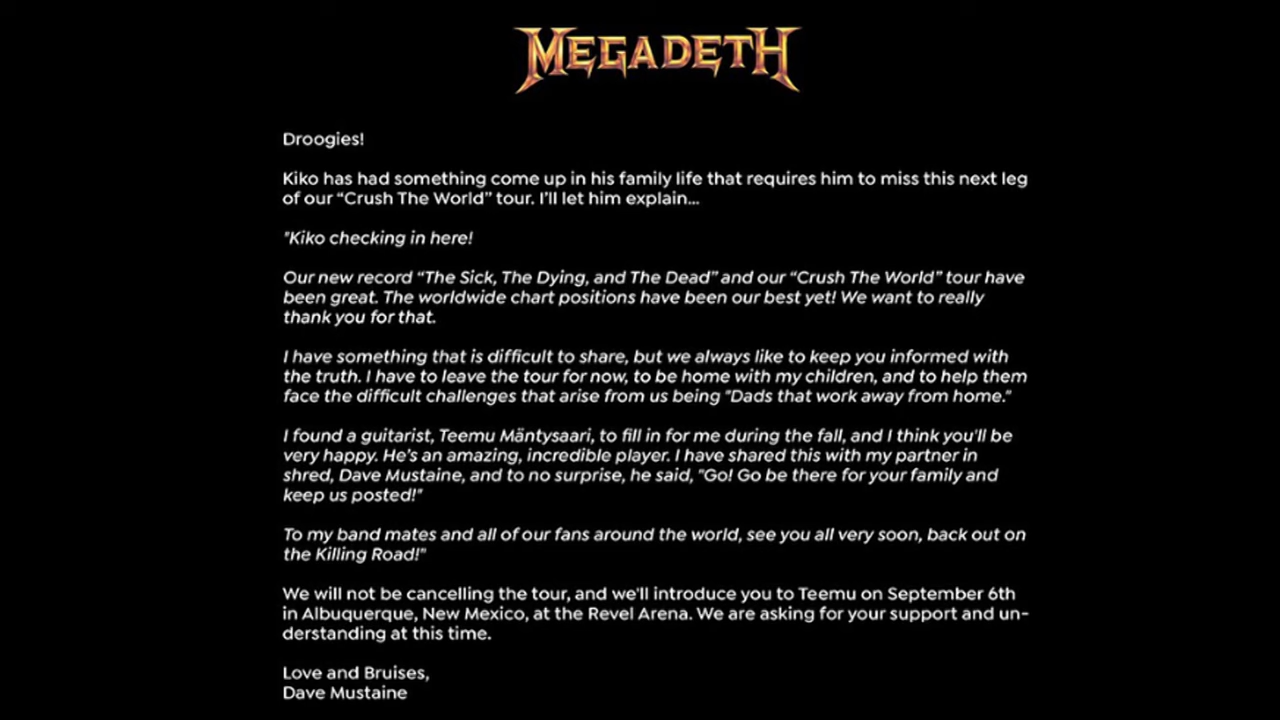 MEGADETH
Droogies!
Kiko has had something come up in his family life that requires him to miss this next leg
of our “Crush The World” tour. I’ll let him explain...
"Kiko checking in here!
Our new record “The Sick, The Dying, and The Dead” and our “Crush The World” tour have
been great. The worldwide chart positions have been our best yet! We want to really
thank you for that.
I have something that is difficult to share, but we always like to keep you informed with
the truth. I have to leave the tour for now, to be home with my children, and to help them
face the difficult challenges that arise from us being "Dads that work away from home."
I found a guitarist, Teemu Mäntysaari, to fill in for me during the fall, and I think you'll be
very happy. He’s an amazing, incredible player. I have shared this with my partner in
shred, Dave Mustaine, and to no surprise, he said, "Go! Go be there for your family and
keep us posted!"
To my band mates and all of our fans around the world, see you all very soon, back out on
the Killing Road!"
We will not be cancelling the tour, and we'll introduce you to Teemu on September 6th
in Albuquerque, New Mexico, at the Revel Arena. We are asking for your support and un-
derstanding at this time.
Love and Bruises,
Dave Mustaine